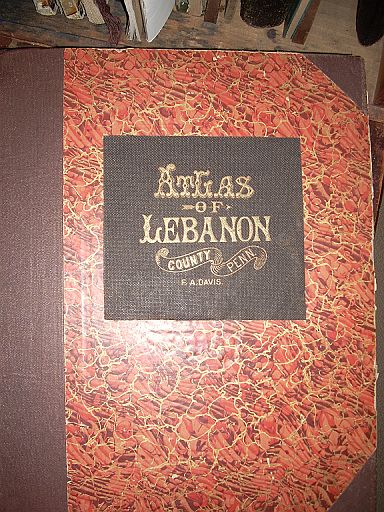 ATLAS
OF
LEBANON
COUNTY PENN.
F. A. DAVIS.